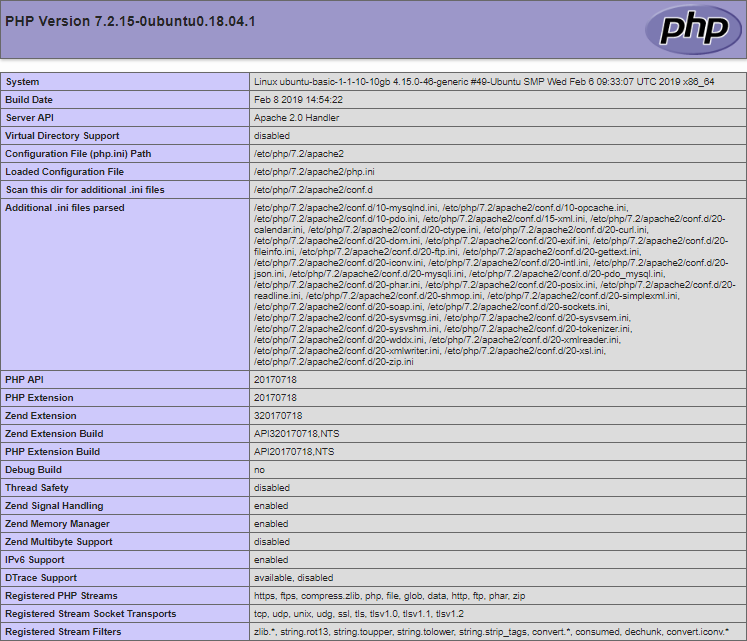 PHP Version 7.2.15-0ubuntu0.18.04.1
php
System Linux ubuntu-basic-1-1-10-10gb 4.15.0-46-generic #49-Ubuntu SMP Wed Feb 6 09:33:07 UTC 2019 x86_64
Build Date Feb 8 2019 14:54:22
Server API Apache 2.0 Handler
Virtual Directory Support disabled
Configuration File (php.ini) Path /etc/php/7.2/apache2
Loaded Configuration File /etc/php/7.2/apache2/php.ini
Scan this dir for additional .ini files /etc/php/7.2/apache2/conf.d
Additional .ini files parsed /etc/php/7.2/apache2/conf.d/10-mysqlnd.ini, /etc/php/7.2/apache2/conf.d/10-opcache.ini,
/etc/php/7.2/apache2/conf.d/10-pdo.ini, /etc/php/7.2/apache2/conf.d/15-xml.ini, /etc/php/7.2/apache2/conf.d/20-
calendar.ini, /etc/php/7.2/apache2/conf.d/20-ctype.ini, /etc/php/7.2/apache2/conf.d/20-curl.ini,
/etc/php/7.2/apache2/conf.d/20-dom.ini, /etc/php/7.2/apache2/conf.d/20-exif.ini, /etc/php/7.2/apache2/conf.d/20-
fileinfo.ini, /etc/php/7.2/apache2/conf.d/20-ftp.ini, /etc/php/7.2/apache2/conf.d/20-gettext.ini,
/etc/php/7.2/apache2/conf.d/20-iconv.ini, /etc/php/7.2/apache2/conf.d/20-intl.ini, /etc/php/7.2/apache2/conf.d/20-
json.ini, /etc/php/7.2/apache2/conf.d/20-mysqli.ini, /etc/php/7.2/apache2/conf.d/20-pdo_mysql.ini,
/etc/php/7.2/apache2/conf.d/20-phar.ini, /etc/php/7.2/apache2/conf.d/20-posix.ini, /etc/php/7.2/apache2/conf.d/20-
readline.ini, /etc/php/7.2/apache2/conf.d/20-shmop.ini, /etc/php/7.2/apache2/conf.d/20-simplexml.ini,
/etc/php/7.2/apache2/conf.d/20-soap.ini, /etc/php/7.2/apache2/conf.d/20-sockets.ini,
/etc/php/7.2/apache2/conf.d/20-sysvmsg.ini, /etc/php/7.2/apache2/conf.d/20-sysvsem.ini,
/etc/php/7.2/apache2/conf.d/20-sysvshm.ini, /etc/php/7.2/apache2/conf.d/20-tokenizer.ini,
/etc/php/7.2/apache2/conf.d/20-wddx.ini, /etc/php/7.2/apache2/conf.d/20-xmlreader.ini,
/etc/php/7.2/apache2/conf.d/20-xmlwriter.ini, /etc/php/7.2/apache2/conf.d/20-xsl.ini,
/etc/php/7.2/apache2/conf.d/20-zip.ini
PHP API 20170718
PHP Extension 20170718
Zend Extension 320170718
Zend Extension Build API320170718,NTS
PHP Extension Build API20170718,NTS
Debug Build no
Thread Safety disabled
Zend Signal Handling enabled
Zend Memory Manager enabled
Zend Multibyte Support disabled
IPv6 Support enabled
DTrace Support available, disabled
Registered PHP Streams https, ftps, compress.zlib, php, file, glob, data, http, ftp, phar, zip
Registered Stream Socket Transports tcp, udp, unix, udg, ssl, tls, tlsv1.0, tlsv1.1, tlsv1.2
Registered Stream Filters zlib.*, string.rot13, string.toupper, string.tolower, string.strip_tags, convert.*, consumed, dechunk, convert.iconv.*